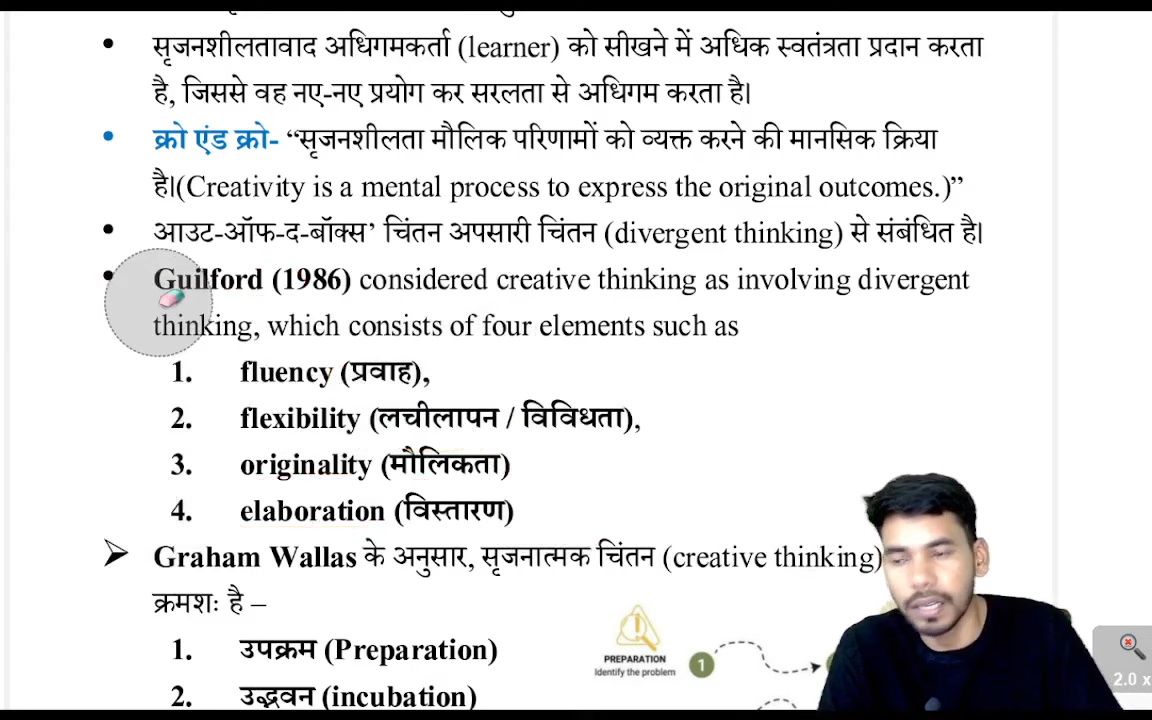 • सृजनशीलतावाद अधिगमकर्ता (learner) को सीखने में अधिक स्वतंत्रता प्रदान करता
है, जिससे वह नए-नए प्रयोग कर सरलता से अधिगम करता है।
• क्रो एंड क्रो- “सृजनशीलता मौलिक परिणामों को व्यक्त करने की मानसिक क्रिया
है।(Creativity is a mental process to express the original outcomes.)”
• आउट-ऑफ-द-बॉक्स’ चिंतन अपसारी चिंतन (divergent thinking) से संबंधित है।
• Guilford (1986) considered creative thinking as involving divergent
thinking, which consists of four elements such as
1. fluency (प्रवाह),
2. flexibility (लचीलापन / विविधता),
3. originality (मौलिकता)
4. elaboration (विस्तारण)
➢ Graham Wallas के अनुसार, सृजनात्मक चिंतन (creative thinking)
क्रमशः है –
1. उपक्रम (Preparation)
PREPARATION
Identify the problem
1
2. उद्भवन (incubation)
2.0 x